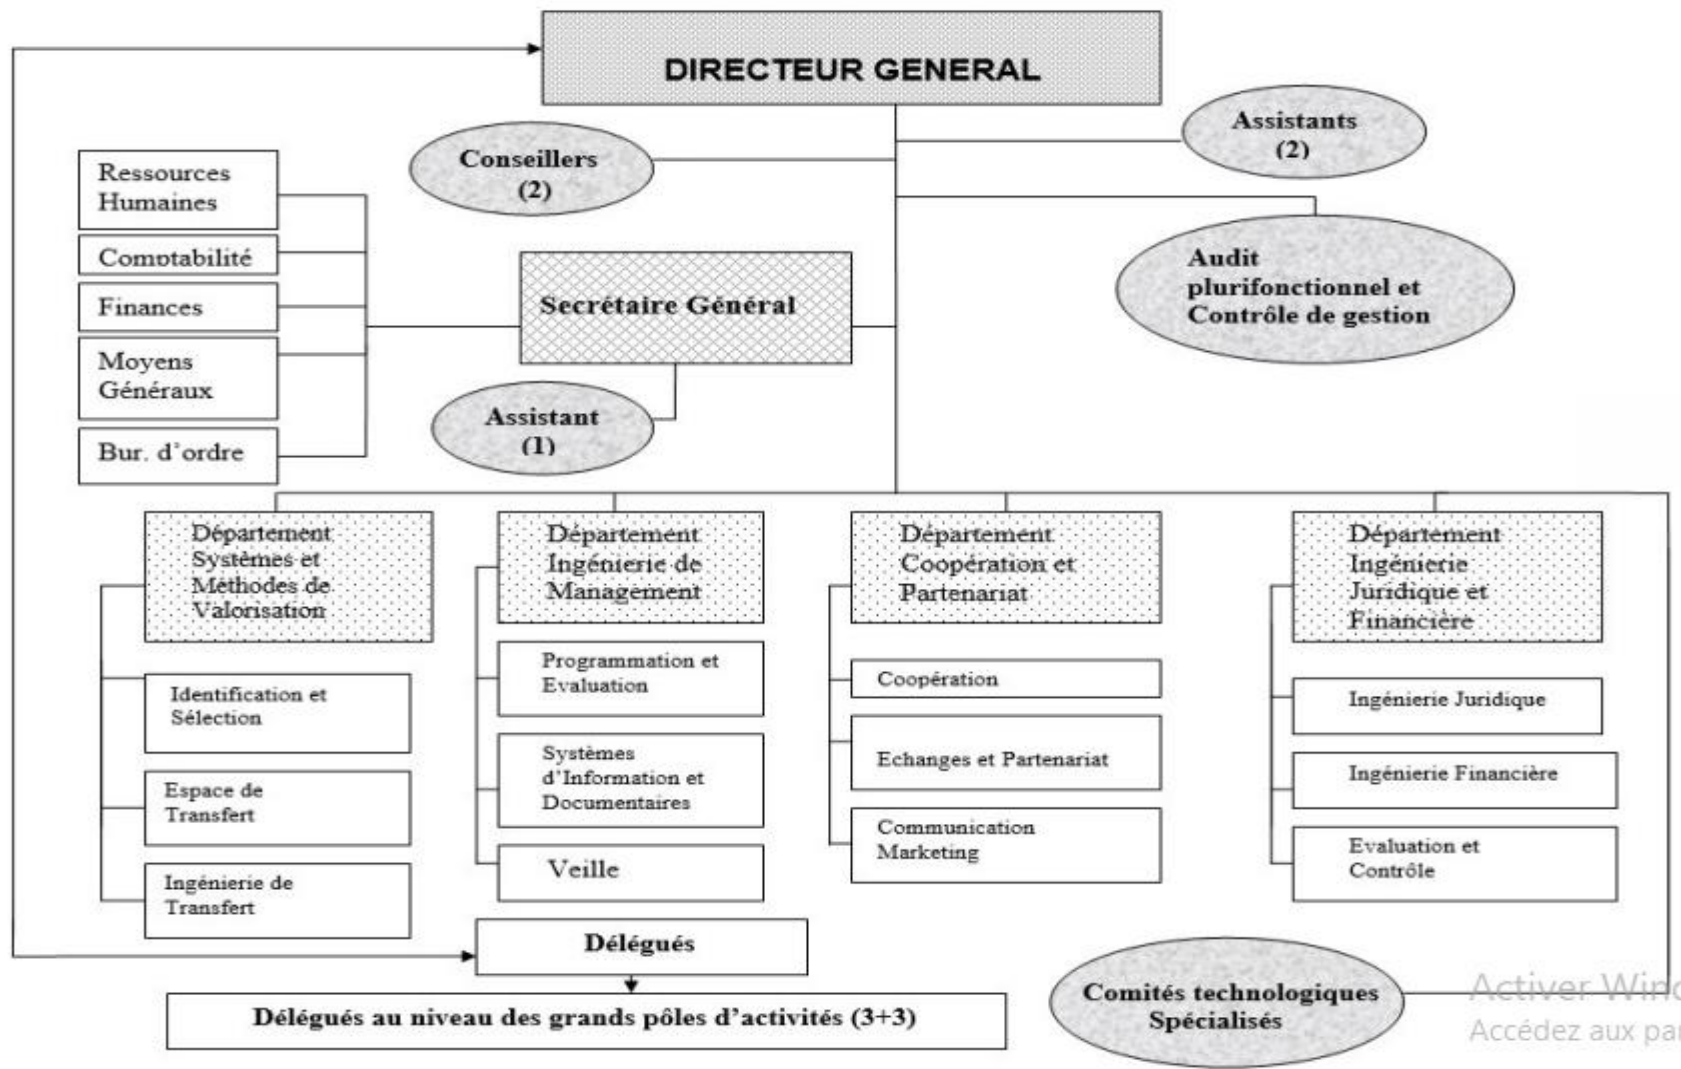 DIRECTEUR GENERAL
Assistants
(2)
Conseillers
(2)
Ressources
Humaines
Comptabilité
Finances
Moyens
Généraux
Bur. d'ordre
Secrétaire Général
Audit
plurifonctionnel et
Contrôle de gestion
Assistant
(1)
Département
Systèmes et
Méthodes de
Valorisation
Identification et
Sélection
Espace de
Transfert
Ingénierie de
Transfert
Département
Ingénierie de
Management
Programmation et
Evaluation
Systèmes
d'Information et
Documentaires
Veille
Département
Coopération et
Partenariat
Coopération
Echanges et Partenariat
Communication
Marketing
Département
Ingénierie
Juridique et
Financière
Ingénierie Juridique
Ingénierie Financière
Evaluation et
Contrôle
Délégués
Délégués au niveau des grands pôles d'activités (3+3)
Comités technologiques
Spécialisés
Activer
Accédez aux